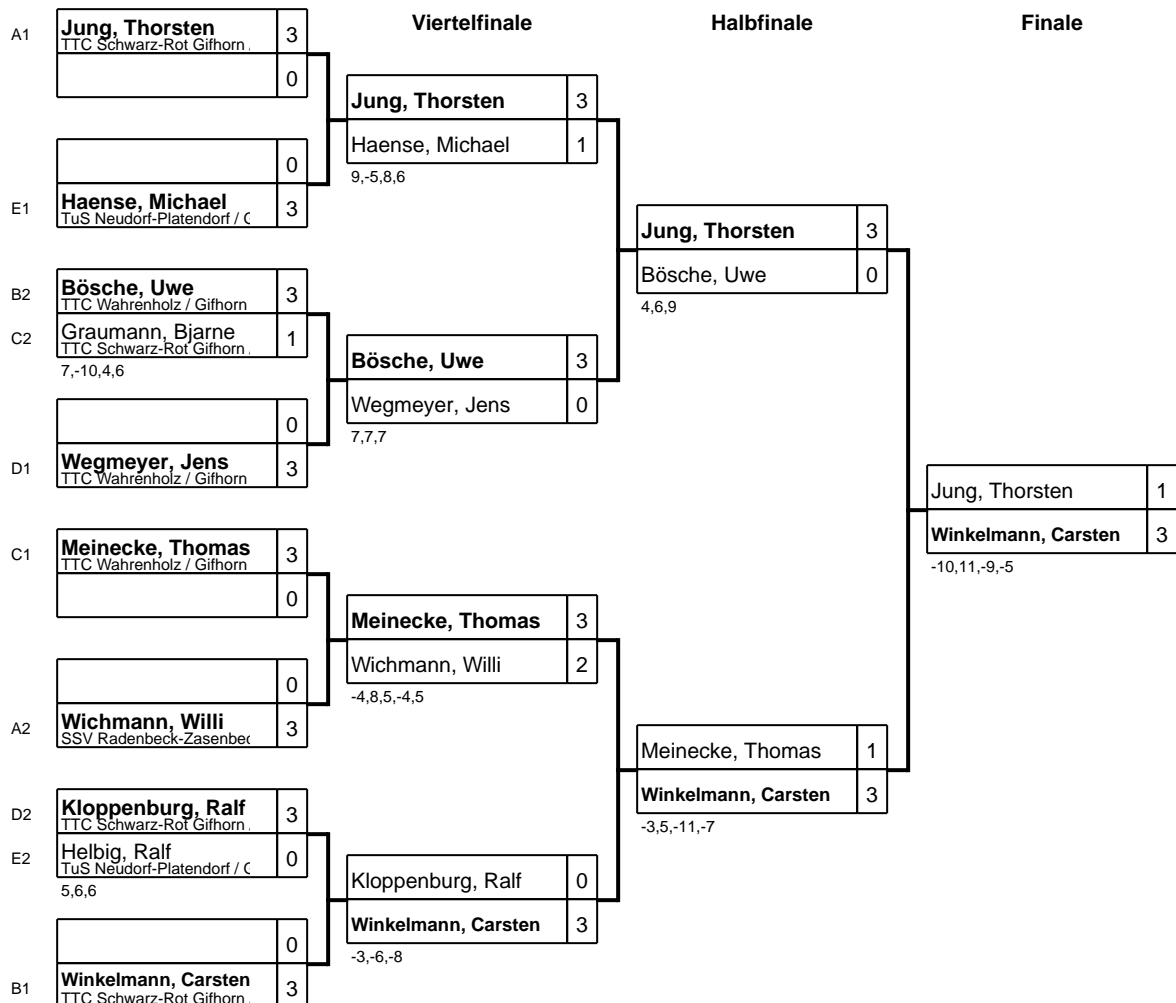 Viertelfinale
Halbfinale
Finale
A1
Jung, Thorsten
3
TTC Schwarz-Rot Gifhorn
0
0
E1
Haense, Michael
3
TuS Neudorf-Platendorf / G
B2
Bösche, Uwe
3
TTC Wahrenholz / Gifhorn
C2
Graumann, Bjarne
1
TTC Schwarz-Rot Gifhorn
7,-10,4,6
0
D1
Wegmeyer, Jens
3
TTC Wahrenholz / Gifhorn
C1
Meinecke, Thomas
3
TTC Wahrenholz / Gifhorn
0
0
A2
Wichmann, Willi
3
SSV Radenbeck-Zasenbec
D2
Kloppenburg, Ralf
3
TTC Schwarz-Rot Gifhorn
E2
Helbig, Ralf
0
TuS Neudorf-Platendorf / G
5,6,6
0
B1
Winkelmann, Carsten
3
TTC Schwarz-Rot Gifhorn
Jung, Thorsten
3
Haense, Michael
1
9,-5,8,6
Bösche, Uwe
3
Wegmeyer, Jens
0
7,7,7
Meinecke, Thomas
3
Wichmann, Willi
2
-4,8,5,-4,5
Kloppenburg, Ralf
0
Winkelmann, Carsten
3
-3,-6,-8
Jung, Thorsten
3
Bösche, Uwe
0
4,6,9
Meinecke, Thomas
1
Winkelmann, Carsten
3
-3,5,-11,-7
Jung, Thorsten
1
Winkelmann, Carsten
3
-10,11,-9,-5